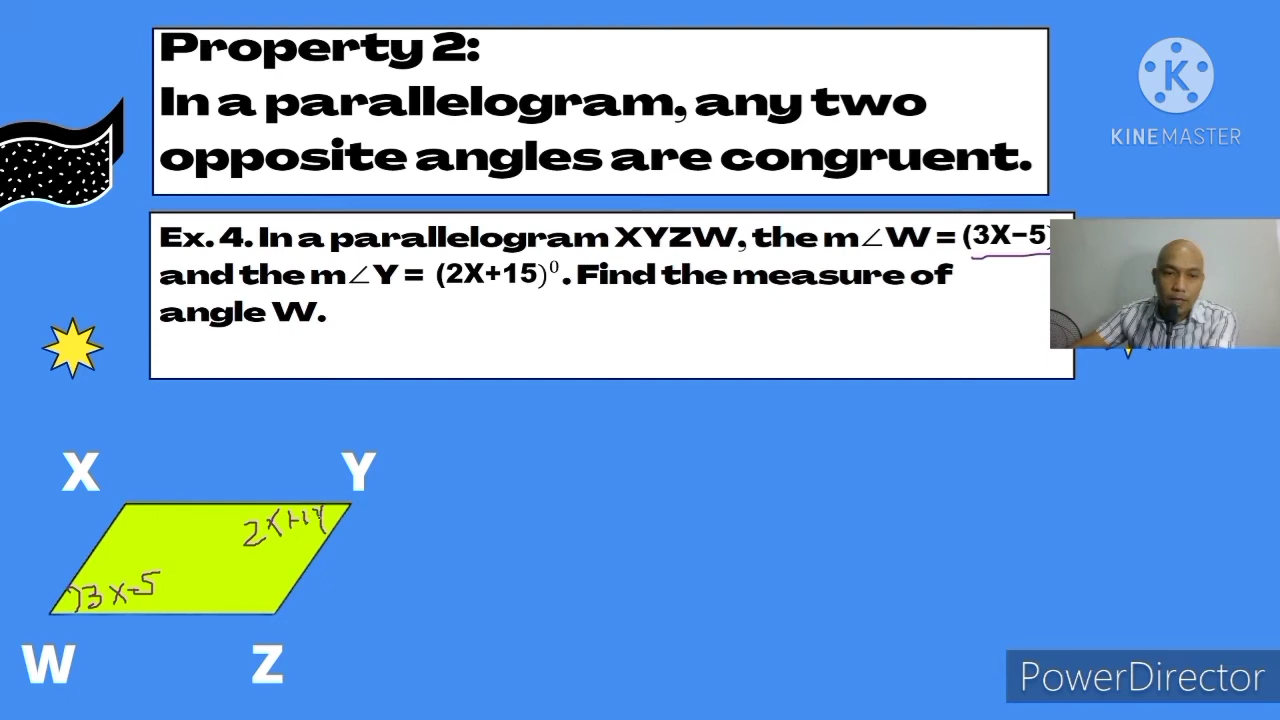 Property 2:
In a parallelogram, any two
opposite angles are congruent.
K
KINEMASTER
Ex. 4. In a parallelogram XYZW, the m∠W = (3X−5)
and the m∠Y = (2X+15)⁰. Find the measure of
angle W.
X
Y
3x-5
W
Z
PowerDirector